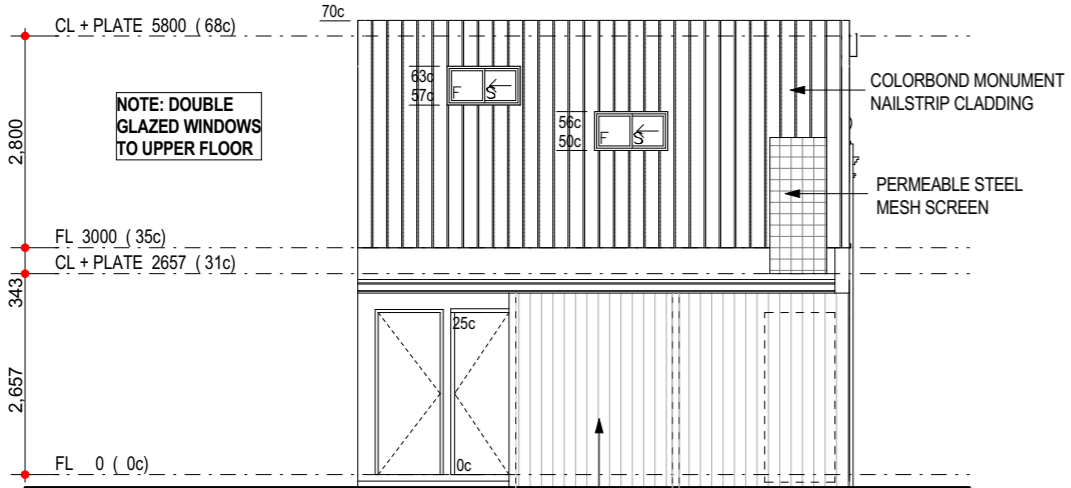 70c
CL + PLATE 5800 ( 68c)
63c
57c
F S
COLORBOND MONUMENT
NAILSTRIP CLADDING
NOTE: DOUBLE
GLAZED WINDOWS
TO UPPER FLOOR
56c
50c
F S
2,800
PERMEABLE STEEL
MESH SCREEN
FL 3000 ( 35c)
CL + PLATE 2657 ( 31c)
343
25c
2,657
FL 0 ( 0c)
0c